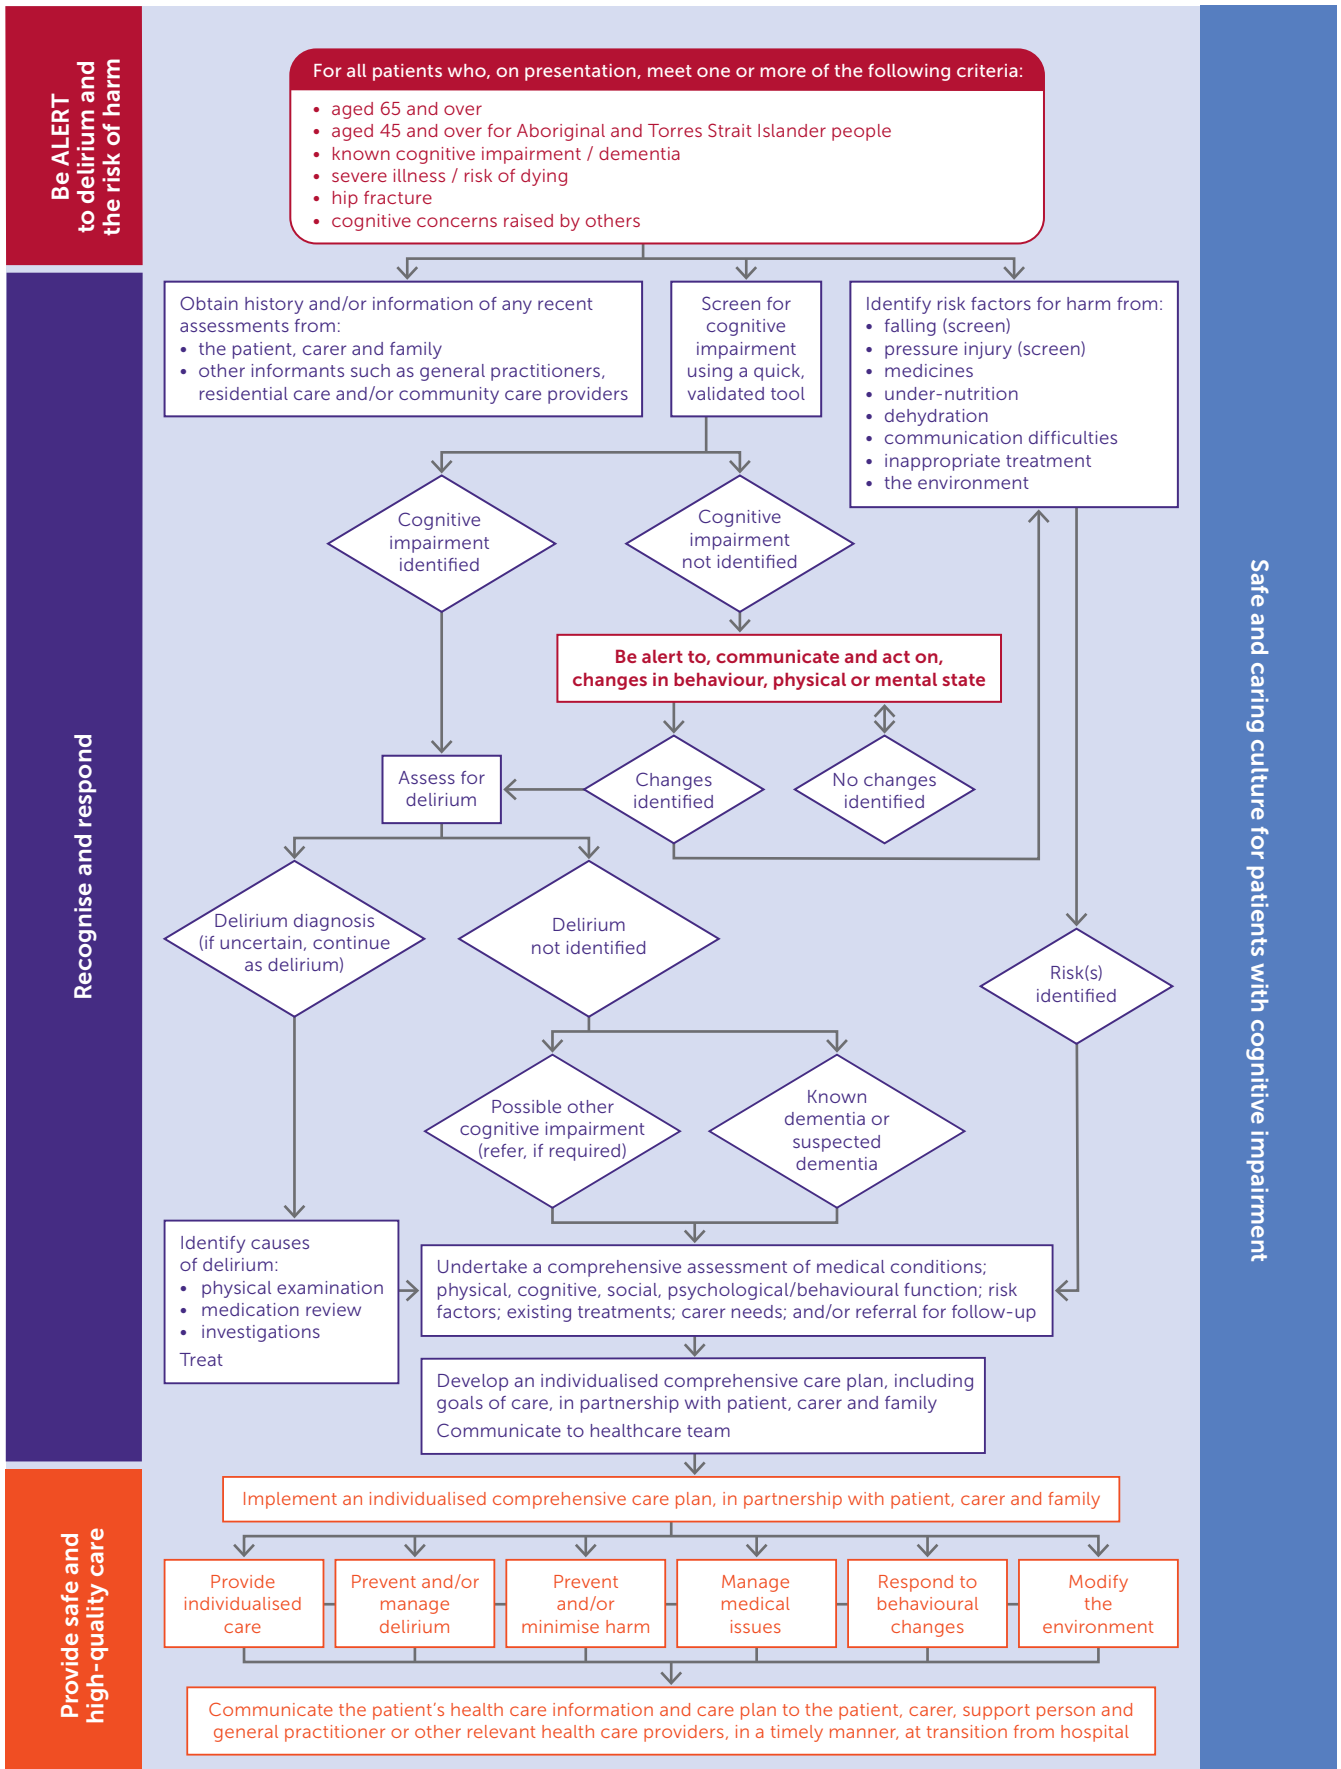 Be ALERT
to delirium and
the risk of harm
For all patients who, on presentation, meet one or more of the following criteria:
• aged 65 and over
• aged 45 and over for Aboriginal and Torres Strait Islander people
• known cognitive impairment / dementia
• severe illness / risk of dying
• hip fracture
• cognitive concerns raised by others
Recognise and respond
Obtain history and/or information of any recent
assessments from:
• the patient, carer and family
• other informants such as general practitioners,
residential care and/or community care providers
Screen for
cognitive
impairment
using a quick,
validated tool
Identify risk factors for harm from:
• falling (screen)
• pressure injury (screen)
• medicines
• under-nutrition
• dehydration
• communication difficulties
• inappropriate treatment
• the environment
Cognitive
impairment
identified
Cognitive
impairment
not identified
Be alert to, communicate and act on,
changes in behaviour, physical or mental state
Assess for
delirium
Changes
identified
No changes
identified
Delirium diagnosis
(if uncertain, continue
as delirium)
Delirium
not identified
Risk(s)
identified
Possible other
cognitive impairment
(refer, if required)
Known
dementia or
suspected
dementia
Identify causes
of delirium:
• physical examination
• medication review
• investigations
Treat
Undertake a comprehensive assessment of medical conditions;
physical, cognitive, social, psychological/behavioural function; risk
factors; existing treatments; carer needs; and/or referral for follow-up
Develop an individualised comprehensive care plan, including
goals of care, in partnership with patient, carer and family
Communicate to healthcare team
Provide safe and
high-quality care
Implement an individualised comprehensive care plan, in partnership with patient, carer and family
Provide
individualised
care
Prevent and/or
manage
delirium
Prevent
and/or
minimise harm
Manage
medical
issues
Respond to
behavioural
changes
Modify
the
environment
Communicate the patient's health care information and care plan to the patient, carer, support person and
general practitioner or other relevant health care providers, in a timely manner, at transition from hospital
Safe and caring culture for patients with cognitive impairment